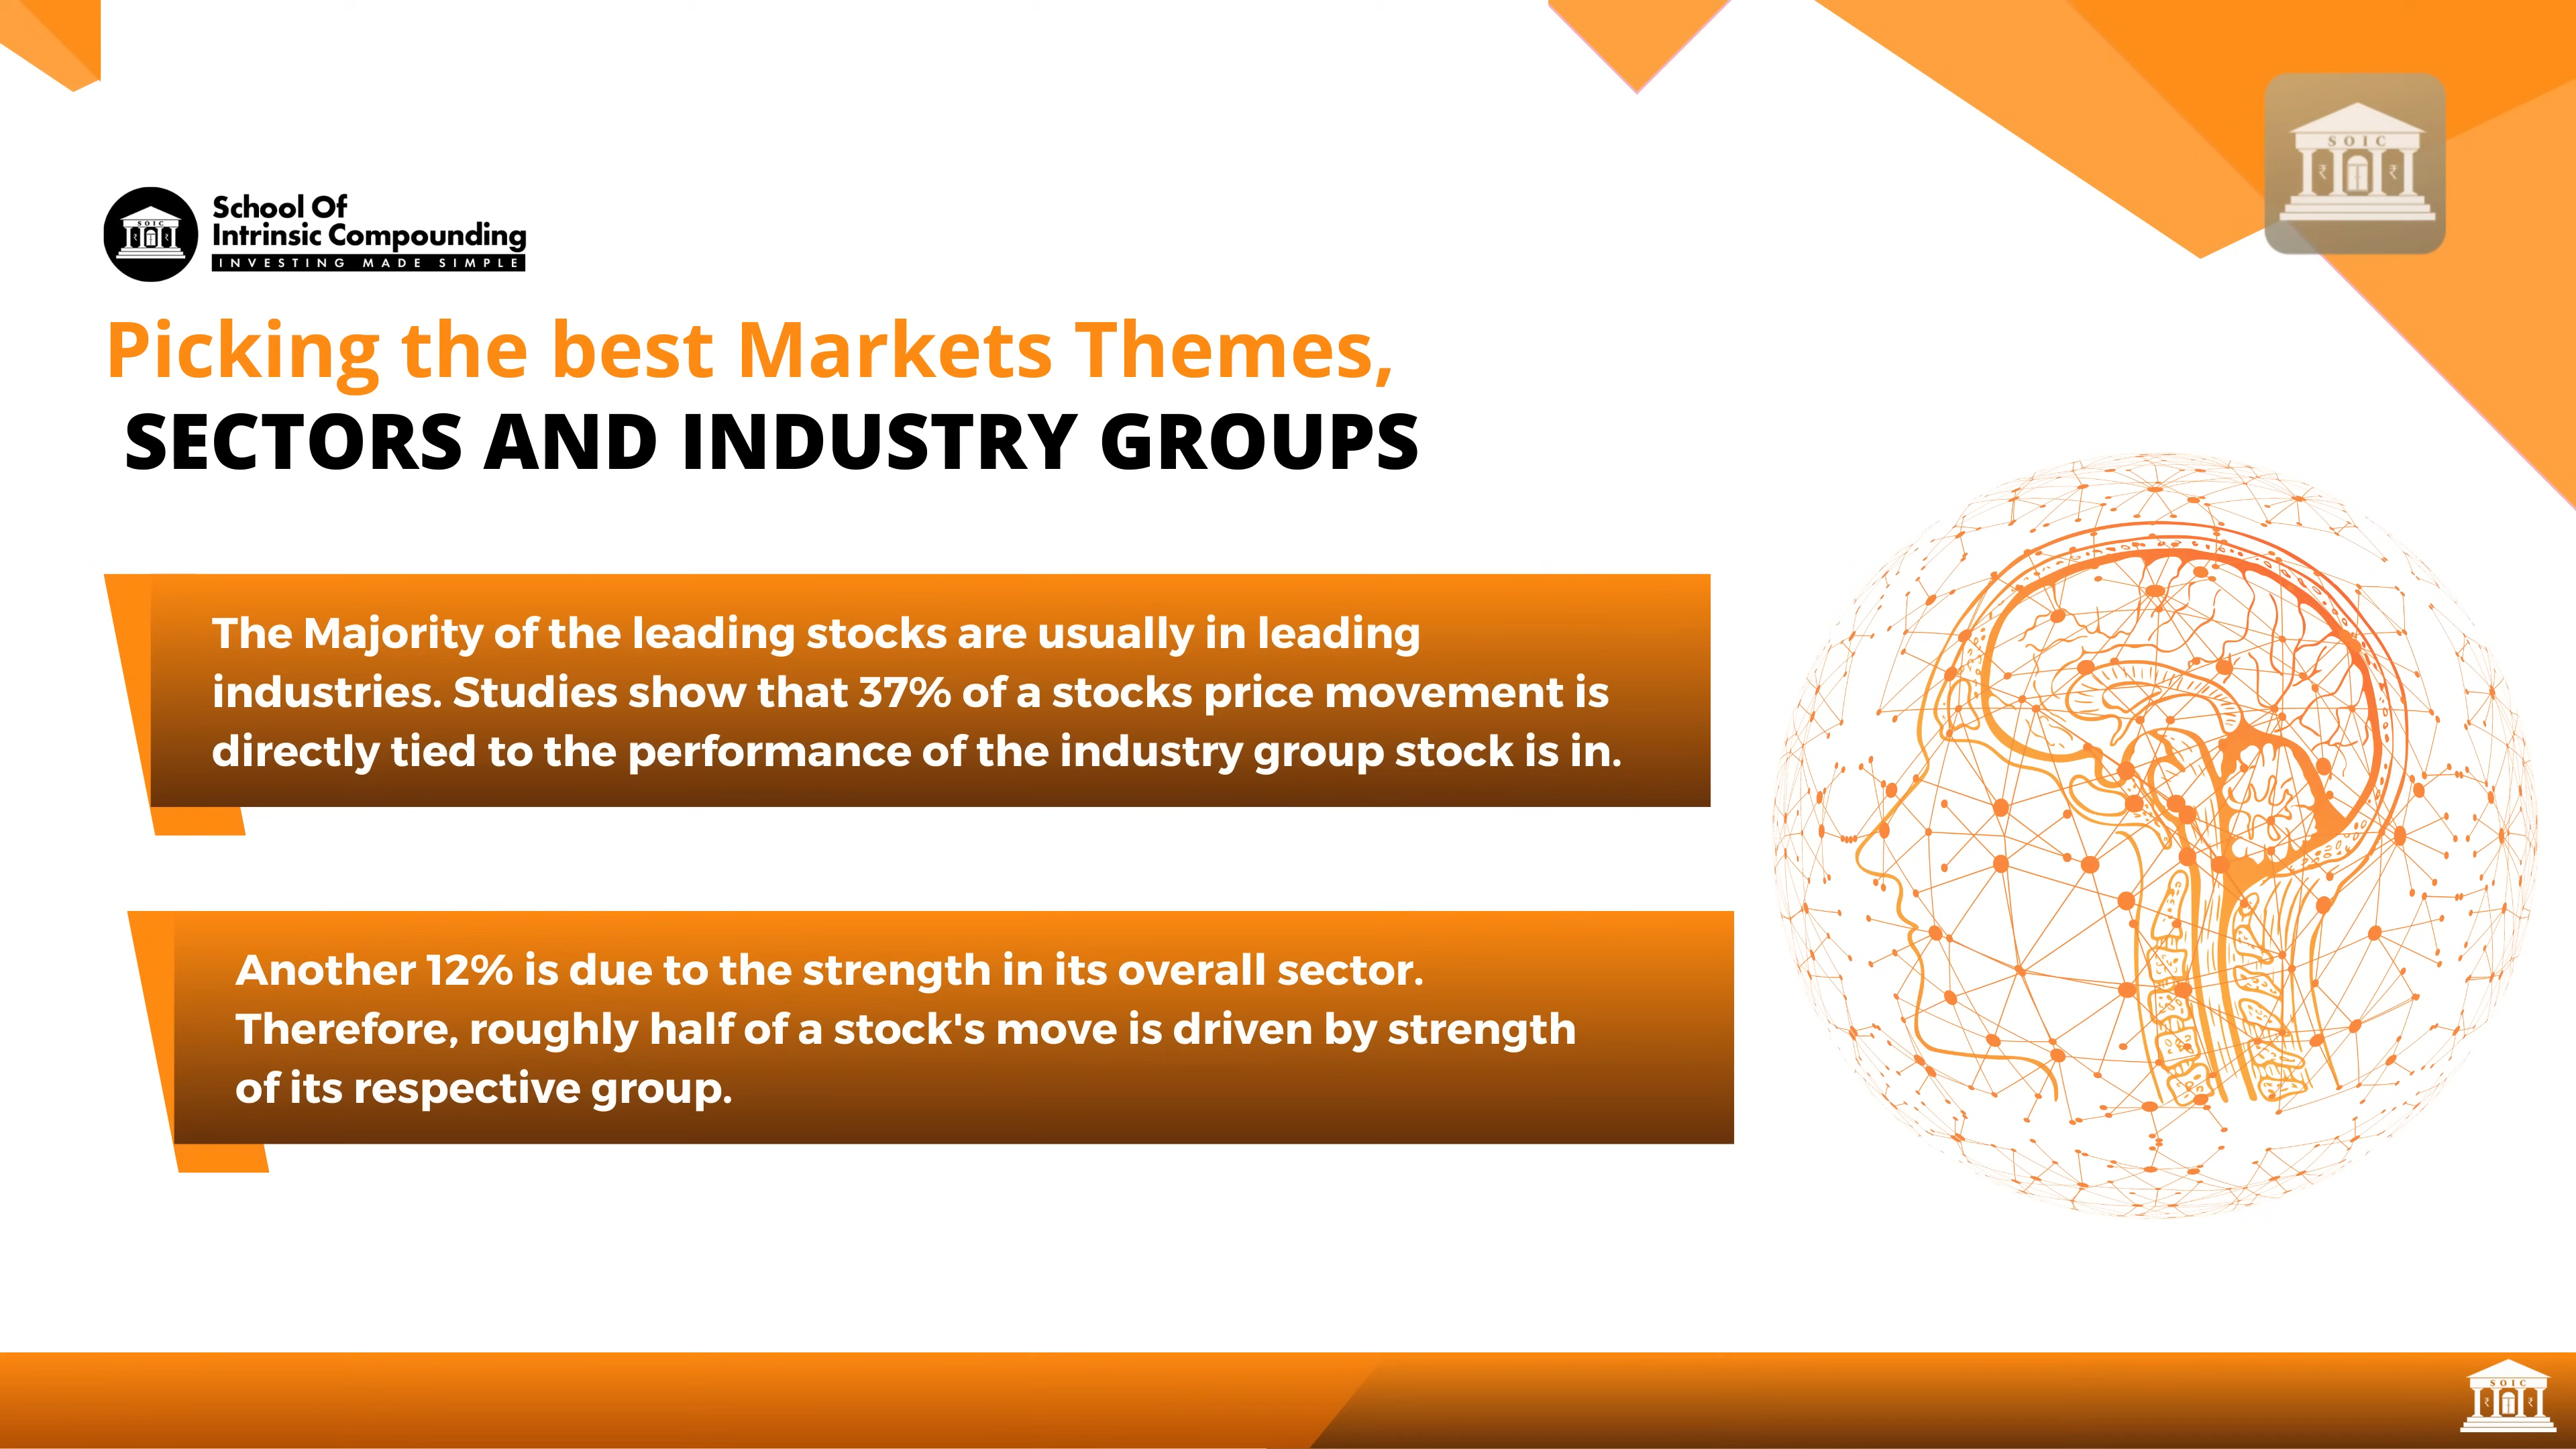 SOIC
₹ ₹
SOIC
School Of
Intrinsic Compounding
INVESTING MADE SIMPLE
Picking the best Markets Themes,
SECTORS AND INDUSTRY GROUPS
The Majority of the leading stocks are usually in leading
industries. Studies show that 37% of a stocks price movement is
directly tied to the performance of the industry group stock is in.
Another 12% is due to the strength in its overall sector.
Therefore, roughly half of a stock's move is driven by strength
of its respective group.
SOIC
₹ ₹